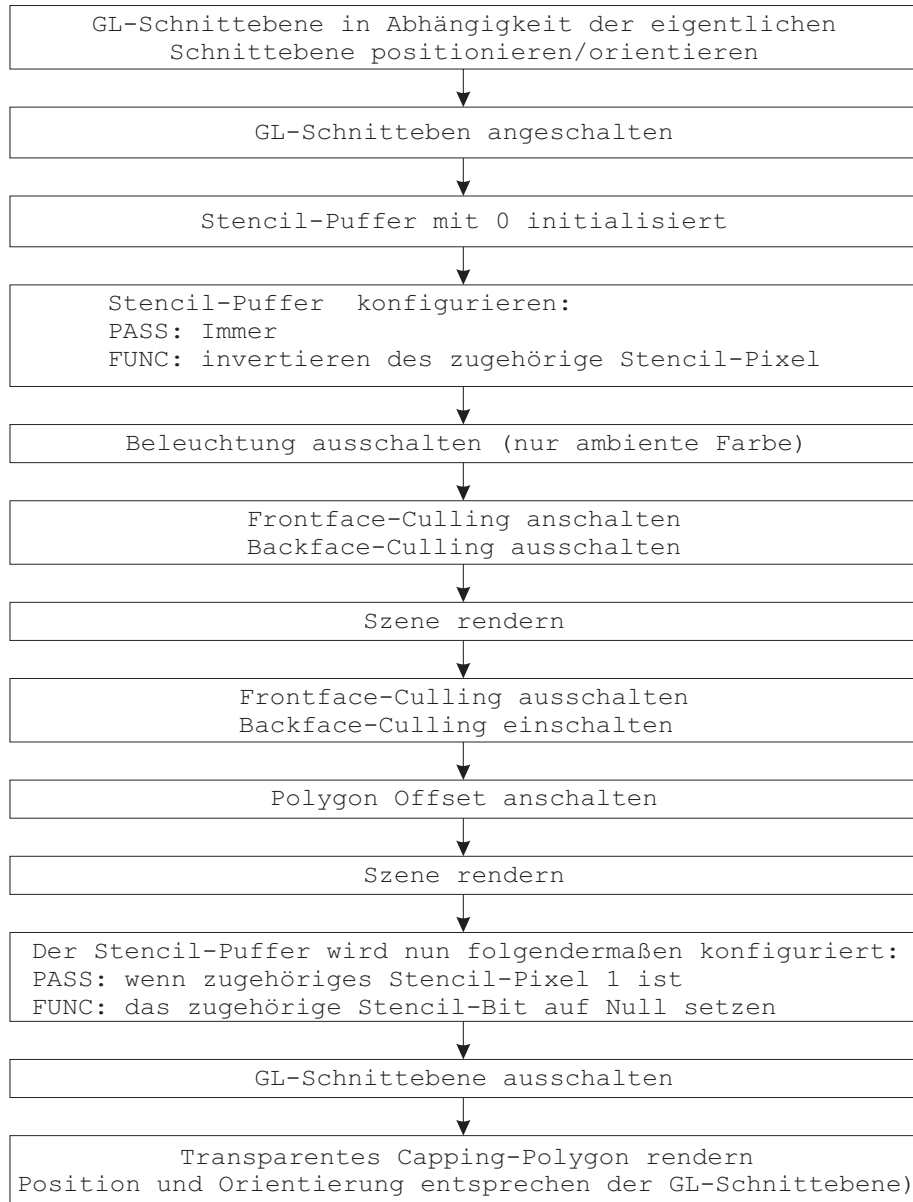 GL-Schnittebene in Abhängigkeit der eigentlichen
Schnittebene positionieren/orientieren
GL-Schnitteben angeschalten
Stencil-Puffer mit 0 initialisiert
Stencil-Puffer  konfigurieren:
PASS: Immer
FUNC: invertieren des zugehörige Stencil-Pixel
Beleuchtung ausschalten (nur ambiente Farbe)
Frontface-Culling anschalten
Backface-Culling ausschalten
Szene rendern
Frontface-Culling ausschalten
Backface-Culling einschalten
Polygon Offset anschalten
Szene rendern
Der Stencil-Puffer wird nun folgendermaßen konfiguriert:
PASS: wenn zugehöriges Stencil-Pixel 1 ist
FUNC: das zugehörige Stencil-Bit auf Null setzen
GL-Schnittebene ausschalten
Transparentes Capping-Polygon rendern
Position und Orientierung entsprechen der GL-Schnittebene)